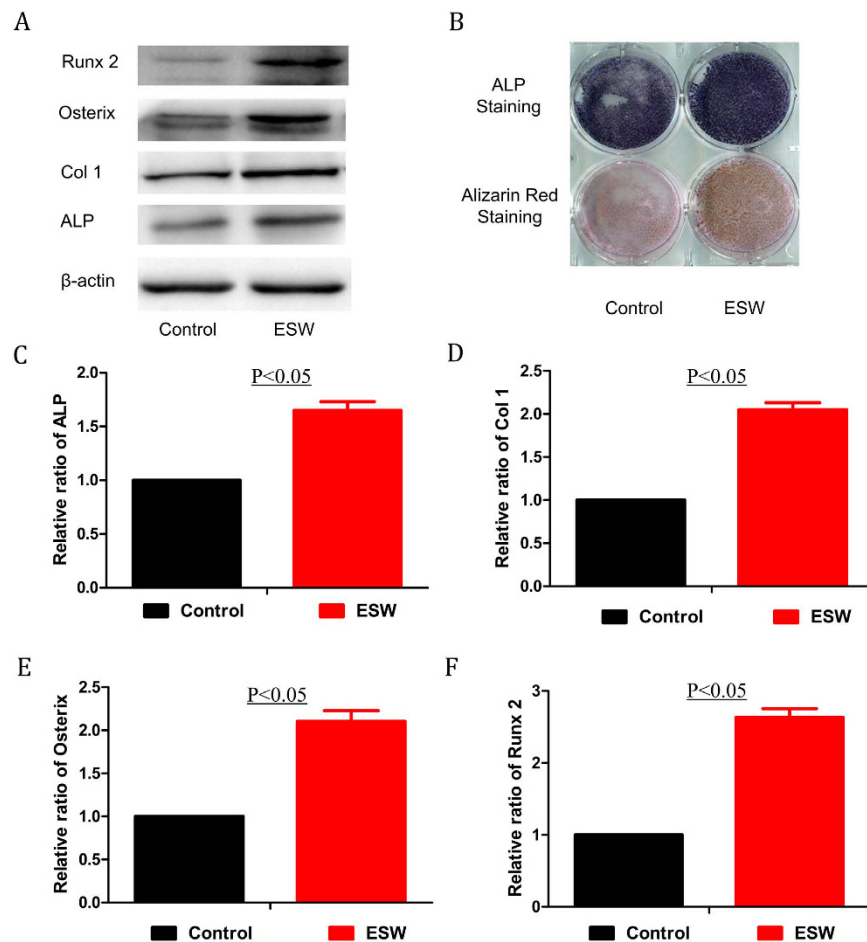 A
Runx 2
Osterix
Col 1
ALP
β-actin
Control ESW
B
ALP
Staining
Alizarin Red
Staining
Control ESW
C
Relative ratio of ALP
2.0
1.5
1.0
0.5
0.0
P<0.05
Control ESW
D
Relative ratio of Col 1
2.5
2.0
1.5
1.0
0.5
0.0
P<0.05
Control ESW
E
Relative ratio of Osterix
2.5
2.0
1.5
1.0
0.5
0.0
P<0.05
Control ESW
F
Relative ratio of Runx 2
3
2
1
0
P<0.05
Control ESW